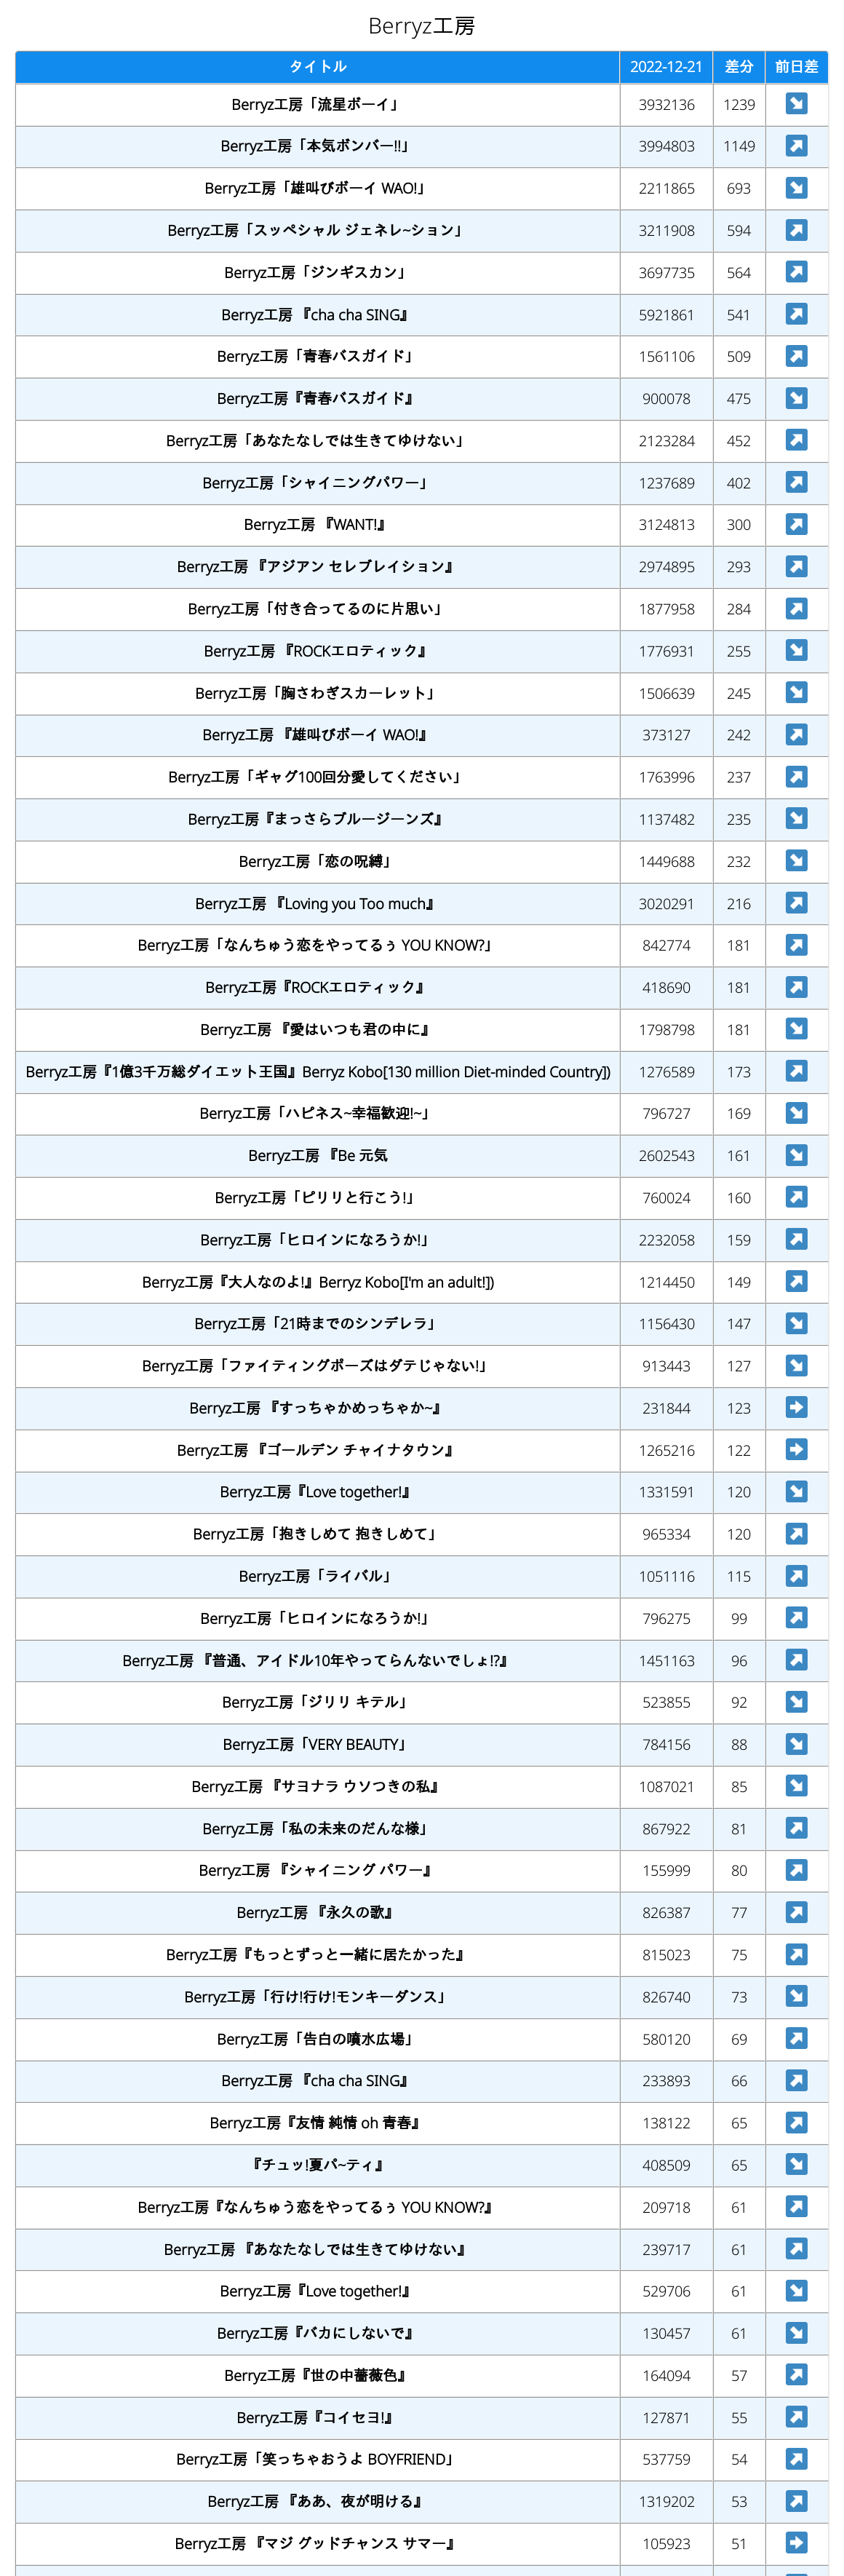 Berryz工房
タイトル 2022-12-21 差分 前日差
Berryz工房「流星ボーイ」 3932136 1239 ↘
Berryz工房「本気ボンバー!!」 3994803 1149 ↗
Berryz工房「雄叫びボーイ WAO!」 2211865 693 ↘
Berryz工房「スッペシャル ジェネレ~ション」 3211908 594 ↗
Berryz工房「ジンギスカン」 3697735 564 ↗
Berryz工房 『cha cha SING』 5921861 541 ↗
Berryz工房「青春バスガイド」 1561106 509 ↗
Berryz工房『青春バスガイド』 900078 475 ↘
Berryz工房「あなたなしでは生きてゆけない」 2123284 452 ↗
Berryz工房「シャイニングパワー」 1237689 402 ↗
Berryz工房 『WANT!』 3124813 300 ↗
Berryz工房 『アジアン セレブレイション』 2974895 293 ↗
Berryz工房「付き合ってるのに片思い」 1877958 284 ↗
Berryz工房 『ROCKエロティック』 1776931 255 ↘
Berryz工房「胸さわぎスカーレット」 1506639 245 ↘
Berryz工房 『雄叫びボーイ WAO!』 373127 242 ↗
Berryz工房「ギャグ100回分愛してください」 1763996 237 ↗
Berryz工房『まっさらブルージーンズ』 1137482 235 ↘
Berryz工房「恋の呪縛」 1449688 232 ↘
Berryz工房 『Loving you Too much』 3020291 216 ↗
Berryz工房「なんちゅう恋をやってるぅ YOU KNOW?」 842774 181 ↗
Berryz工房『ROCKエロティック』 418690 181 ↗
Berryz工房 『愛はいつも君の中に』 1798798 181 ↘
Berryz工房『1億3千万総ダイエット王国』Berryz Kobo[130 million Diet-minded Country]) 1276589 173 ↗
Berryz工房「ハピネス~幸福歓迎!~」 796727 169 ↘
Berryz工房 『Be 元気 2602543 161 ↘
Berryz工房「ピリリと行こう!」 760024 160 ↗
Berryz工房「ヒロインになろうか!」 2232058 159 ↗
Berryz工房『大人なのよ!』Berryz Kobo[I'm an adult!]) 1214450 149 ↗
Berryz工房「21時までのシンデレラ」 1156430 147 ↘
Berryz工房「ファイティングポーズはダテじゃない!」 913443 127 ↘
Berryz工房 『すっちゃかめっちゃか~』 231844 123 ➡
Berryz工房 『ゴールデン チャイナタウン』 1265216 122 ➡
Berryz工房『Love together!』 1331591 120 ↘
Berryz工房「抱きしめて 抱きしめて」 965334 120 ↗
Berryz工房「ライバル」 1051116 115 ↗
Berryz工房「ヒロインになろうか!」 796275 99 ↗
Berryz工房 『普通、アイドル10年やってらんないでしょ!?』 1451163 96 ↗
Berryz工房「ジリリ キテル」 523855 92 ↘
Berryz工房「VERY BEAUTY」 784156 88 ↘
Berryz工房 『サヨナラ ウソつきの私』 1087021 85 ↘
Berryz工房「私の未来のだんな様」 867922 81 ↗
Berryz工房 『シャイニング パワー』 155999 80 ↗
Berryz工房 『永久の歌』 826387 77 ↗
Berryz工房『もっとずっと一緒に居たかった』 815023 75 ↗
Berryz工房「行け!行け!モンキーダンス」 826740 73 ↘
Berryz工房「告白の噴水広場」 580120 69 ↗
Berryz工房 『cha cha SING』 233893 66 ↗
Berryz工房『友情 純情 oh 青春』 138122 65 ↗
『チュッ!夏パ~ティ』 408509 65 ↘
Berryz工房『なんちゅう恋をやってるぅ YOU KNOW?』 209718 61 ↗
Berryz工房 『あなたなしでは生きてゆけない』 239717 61 ↗
Berryz工房『Love together!』 529706 61 ↘
Berryz工房『バカにしないで』 130457 61 ↘
Berryz工房『世の中薔薇色』 164094 57 ↗
Berryz工房『コイセヨ!』 127871 55 ↗
Berryz工房「笑っちゃおうよ BOYFRIEND」 537759 54 ↗
Berryz工房 『ああ、夜が明ける』 1319202 53 ↗
Berryz工房 『マジ グッドチャンス サマー』 105923 51 ➡